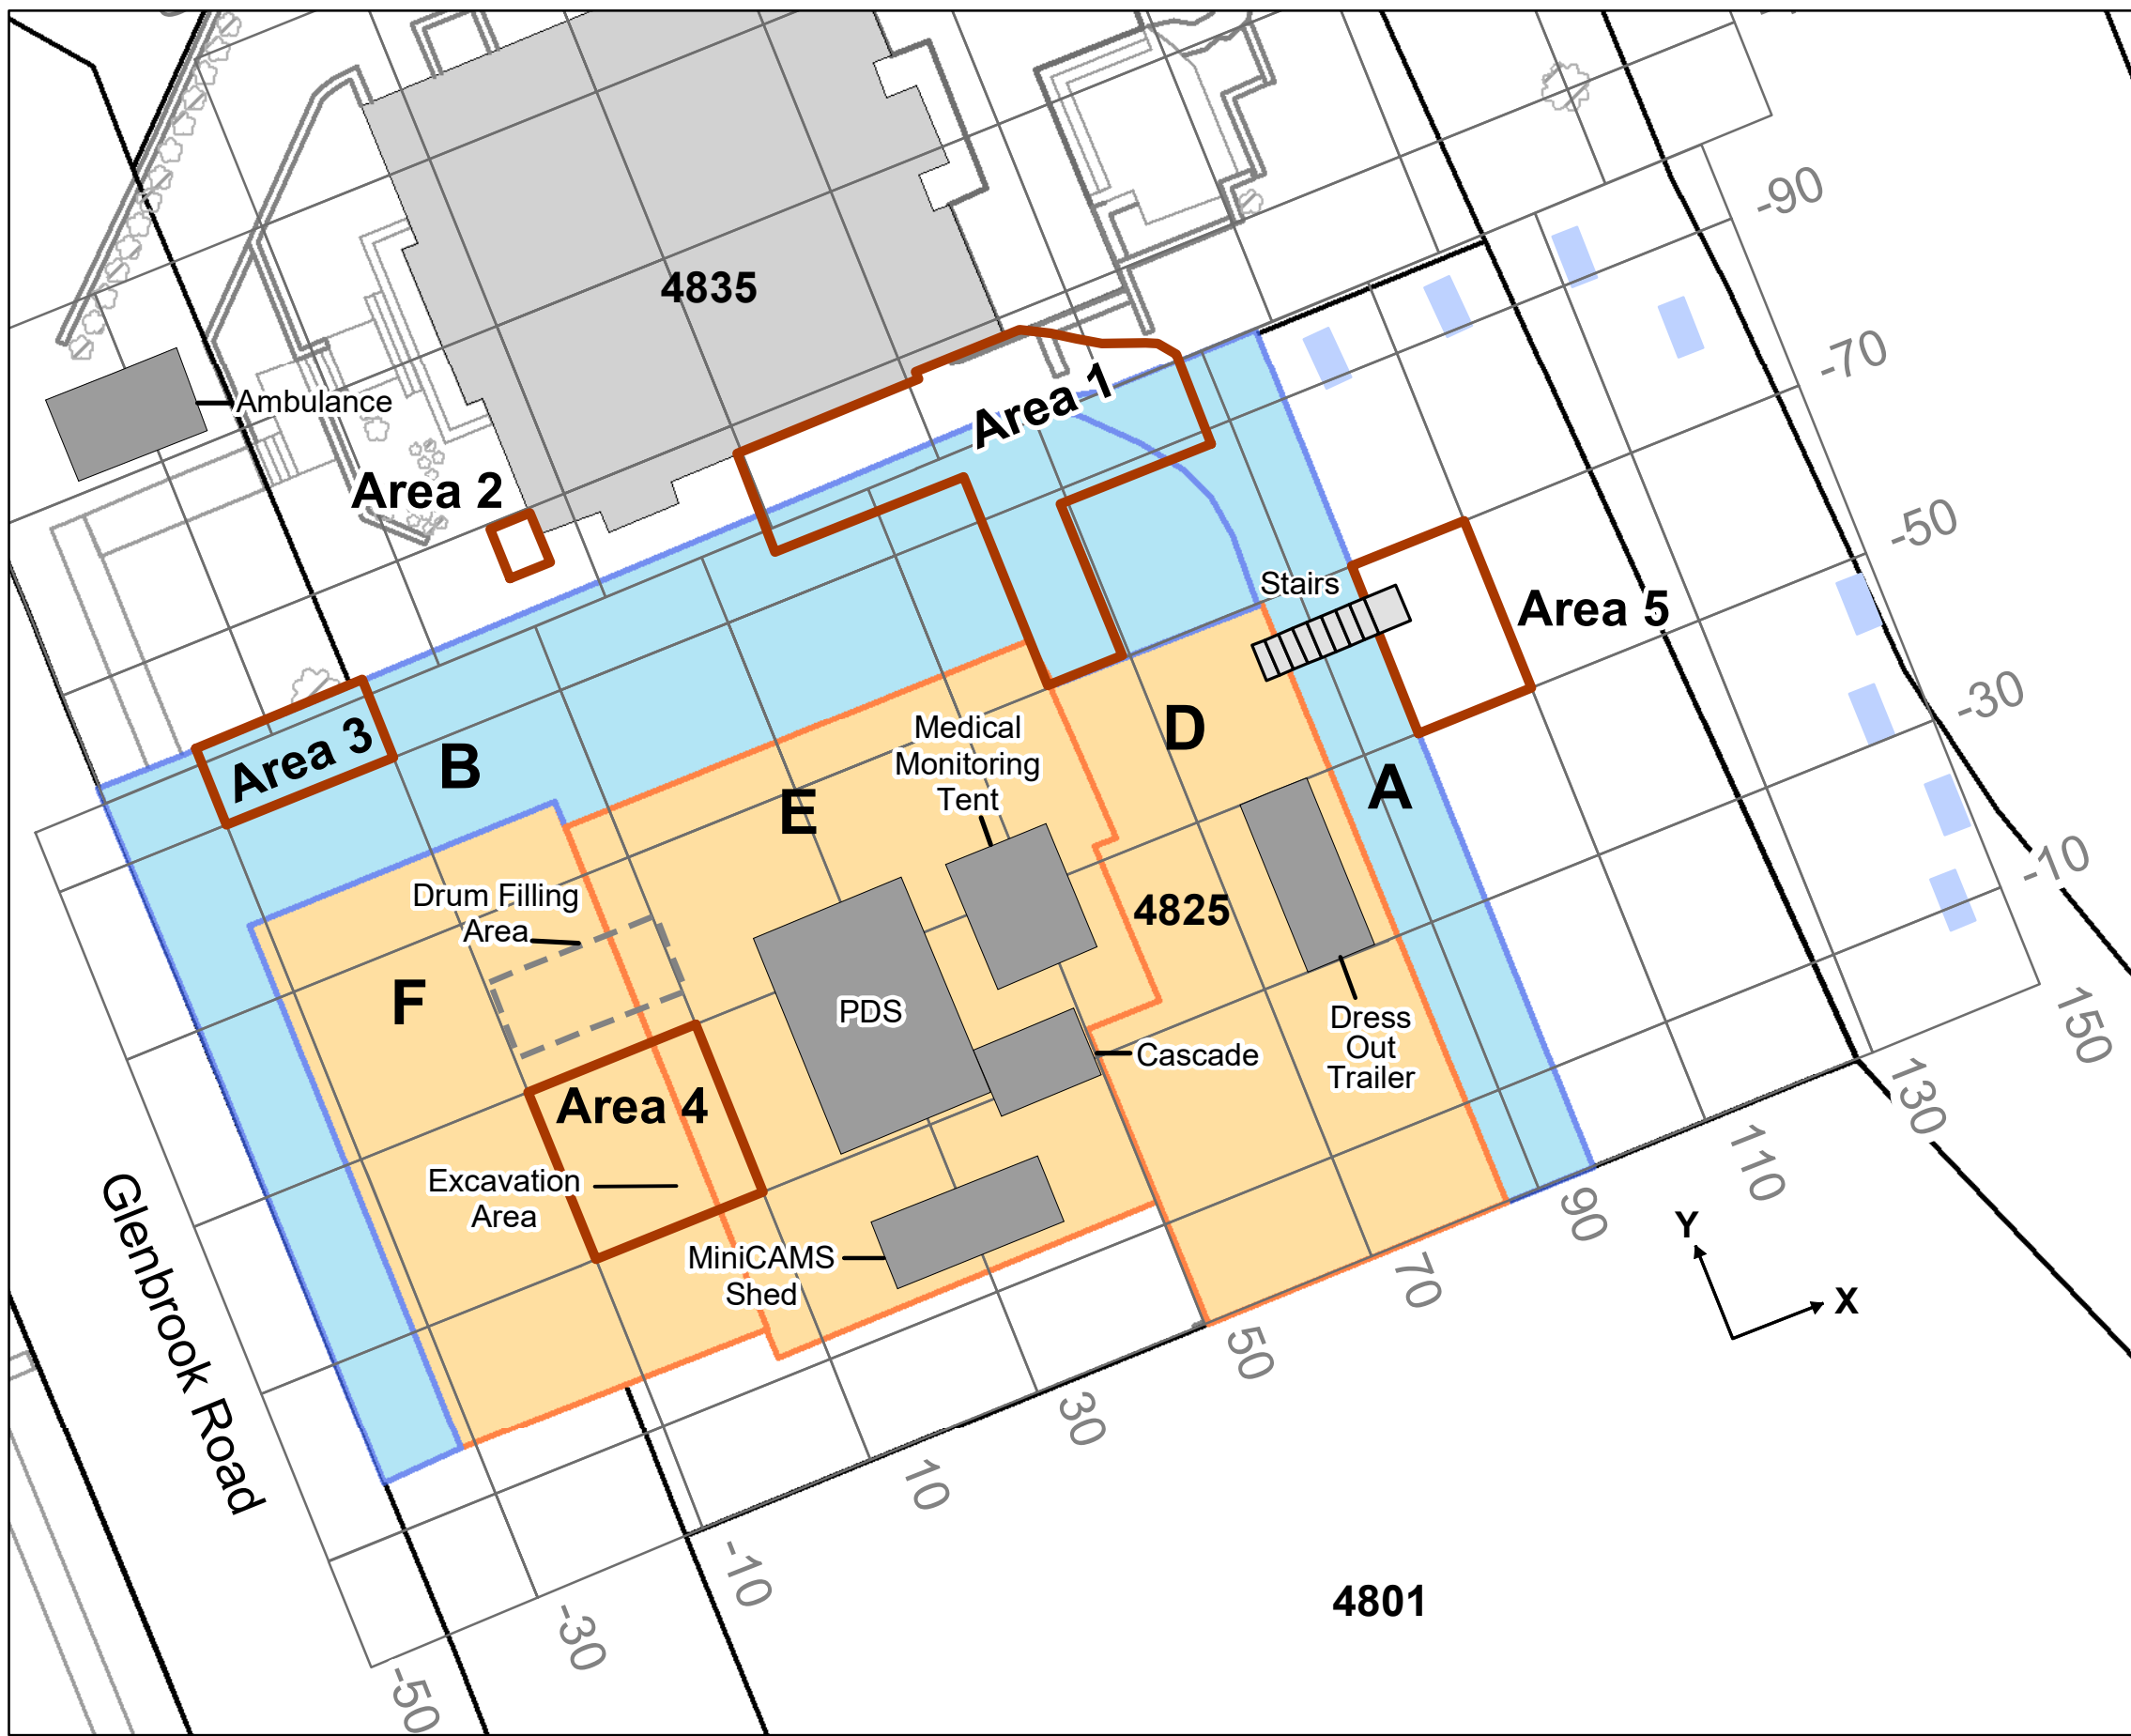 -90
4835
-70
Ambulance
Area 1
Area 2
-50
Stairs
Area 5
-30
Medical
Monitoring
Tent
D
Area 3
B
A
E
-10
Drum Filling
Area
4825
F
PDS
150
Dress
Out
Trailer
Cascade
130
Area 4
110
Excavation
Area
Glenbrook Road
90
Y
X
MiniCAMS
Shed
70
50
30
10
-10
-30
-50
4801